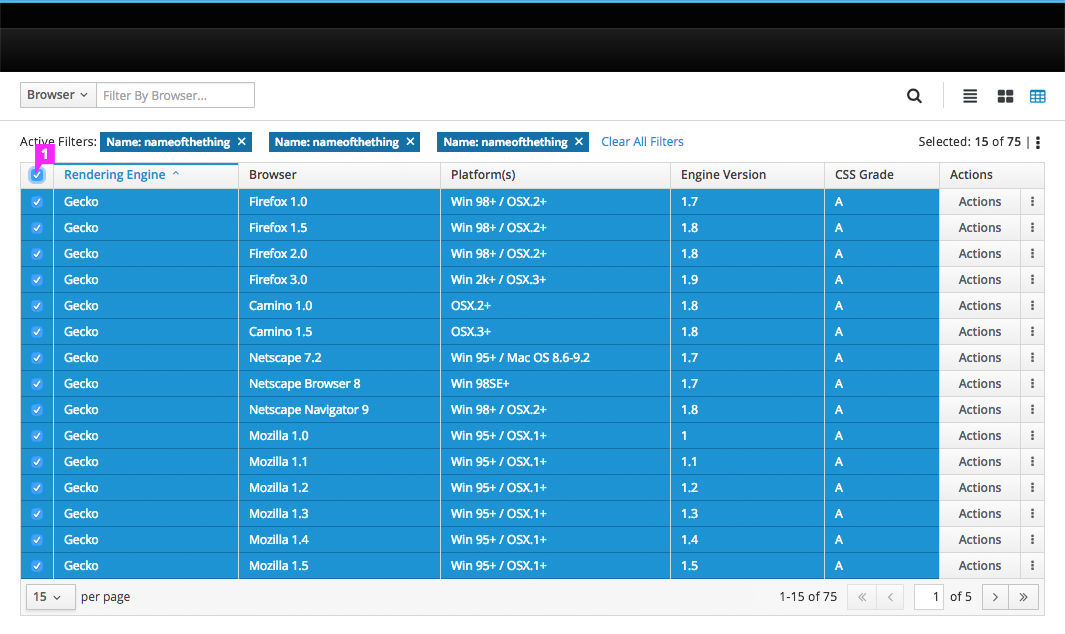 Browser Filter By Browser...
Active Filters: Name: nameofthething × Name: nameofthething × Name: nameofthething × Clear All Filters Selected: 15 of 75 |
1
Rendering Engine ^ Browser Platform(s) Engine Version CSS Grade Actions
Gecko Firefox 1.0 Win 98+ / OSX.2+ 1.7 A Actions
Gecko Firefox 1.5 Win 98+ / OSX.2+ 1.8 A Actions
Gecko Firefox 2.0 Win 98+ / OSX.2+ 1.8 A Actions
Gecko Firefox 3.0 Win 2k+ / OSX.3+ 1.9 A Actions
Gecko Camino 1.0 OSX.2+ 1.8 A Actions
Gecko Camino 1.5 OSX.3+ 1.8 A Actions
Gecko Netscape 7.2 Win 95+ / Mac OS 8.6-9.2 1.7 A Actions
Gecko Netscape Browser 8 Win 98SE+ 1.7 A Actions
Gecko Netscape Navigator 9 Win 98+ / OSX.2+ 1.8 A Actions
Gecko Mozilla 1.0 Win 95+ / OSX.1+ 1 A Actions
Gecko Mozilla 1.1 Win 95+ / OSX.1+ 1.1 A Actions
Gecko Mozilla 1.2 Win 95+ / OSX.1+ 1.2 A Actions
Gecko Mozilla 1.3 Win 95+ / OSX.1+ 1.3 A Actions
Gecko Mozilla 1.4 Win 95+ / OSX.1+ 1.4 A Actions
Gecko Mozilla 1.5 Win 95+ / OSX.1+ 1.5 A Actions
15 per page 1-15 of 75 « < 1 of 5 > »